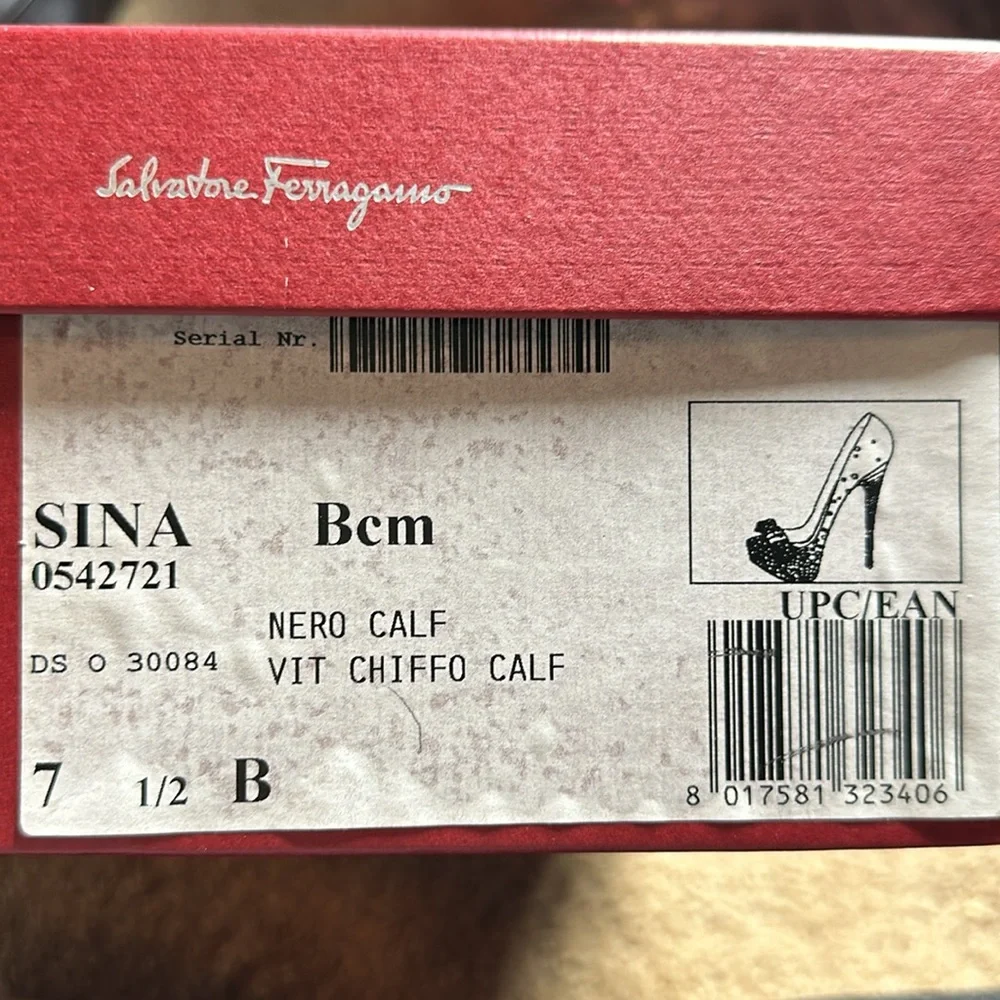 Salvatore Ferragamo
Serial Nr.
SINA Bcm
0542721
UPC/EAN
NERO CALF
DS O 30084 VIT CHIFFO CALF
7 1/2 B
8 017581 323406